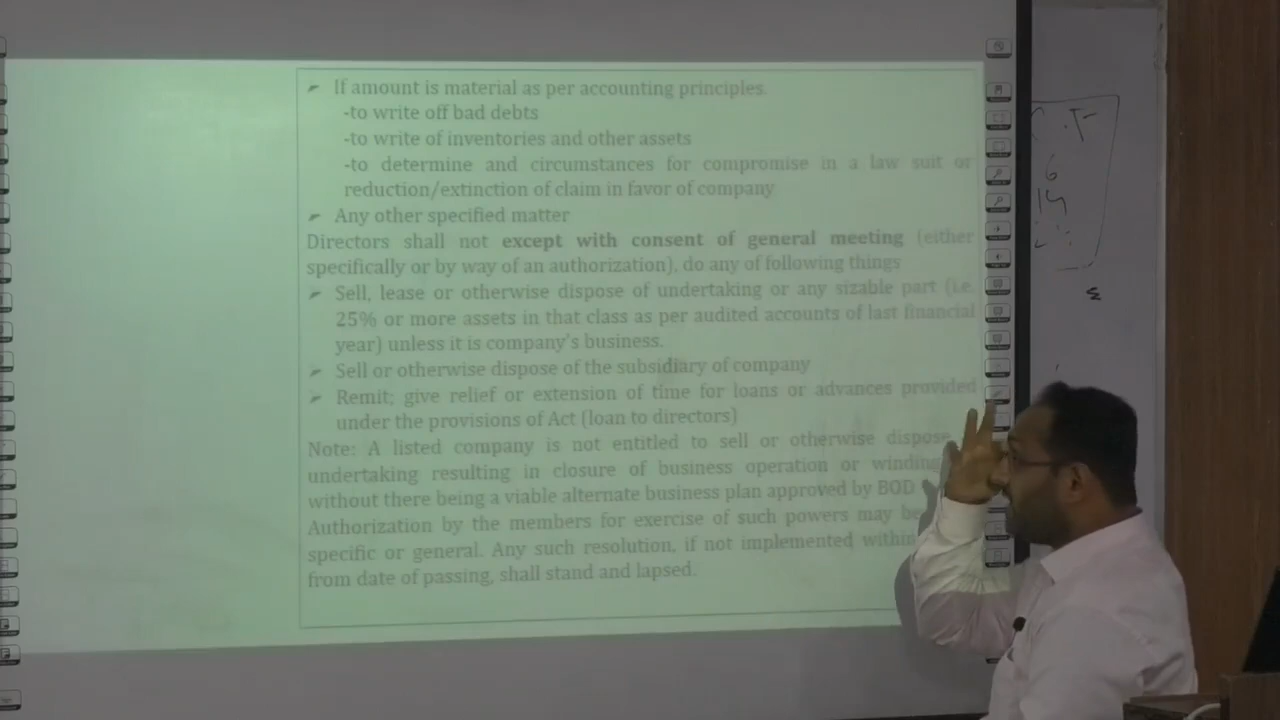 If amount is material as per accounting principles.
-to write off bad debts
-to write of inventories and other assets
-to determine and circumstances for compromise in a law suit or
reduction/extinction of claim in favor of company
Any other specified matter
Directors shall not except with consent of general meeting (either
specifically or by way of an authorization), do any of following things
Sell, lease or otherwise dispose of undertaking or any sizable part (i.e.
25% or more assets in that class as per audited accounts of last financial
year) unless it is company's business.
Sell or otherwise dispose of the subsidiary of company
Remit; give relief or extension of time for loans or advances provided
under the provisions of Act (loan to directors)
Note: A listed company is not entitled to sell or otherwise dispose
undertaking resulting in closure of business operation or winding
without there being a viable alternate business plan approved by BOD
Authorization by the members for exercise of such powers may be
specific or general. Any such resolution, if not implemented within
from date of passing, shall stand and lapsed.